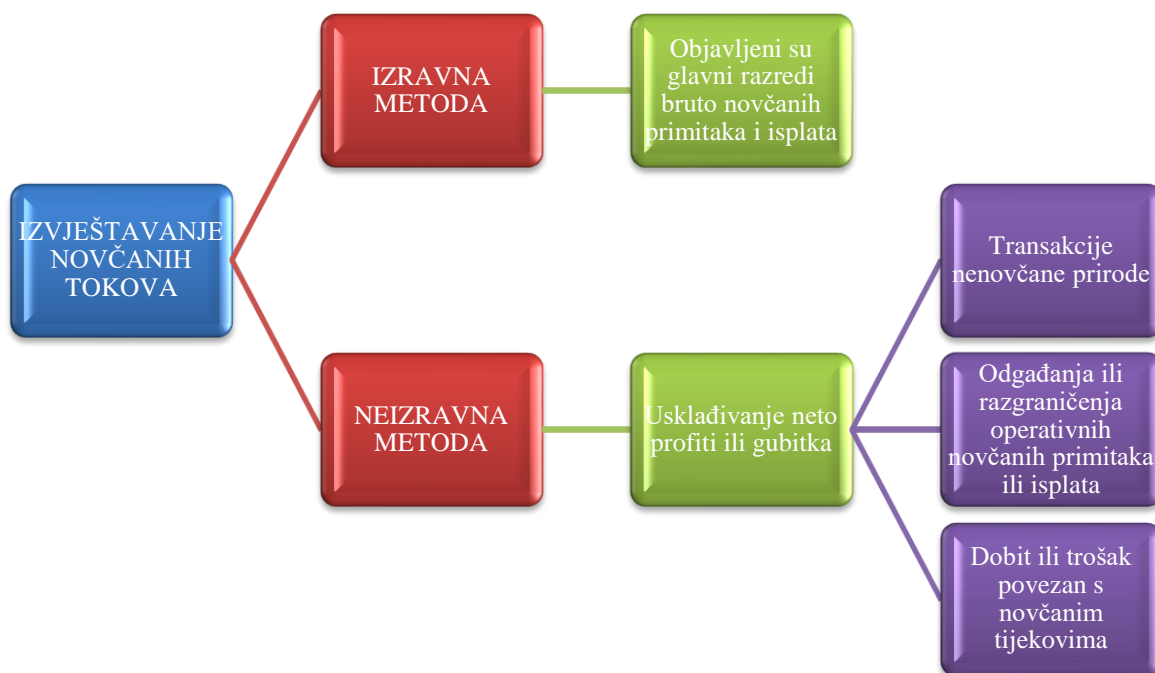 IZVJEŠTAVANJE
NOVČANIH
TOKOVA
IZRAVNA
METODA
Objavljeni su
glavni razredi
bruto novčanih
primitaka i isplata
NEIZRAVNA
METODA
Usklađivanje neto
profiti ili gubitka
Transakcije
nenovčane prirode
Odgađanja ili
razgraničenja
operativnih
novčanih primitaka
ili isplata
Dobit ili trošak
povezan s
novčanim
tijekovima